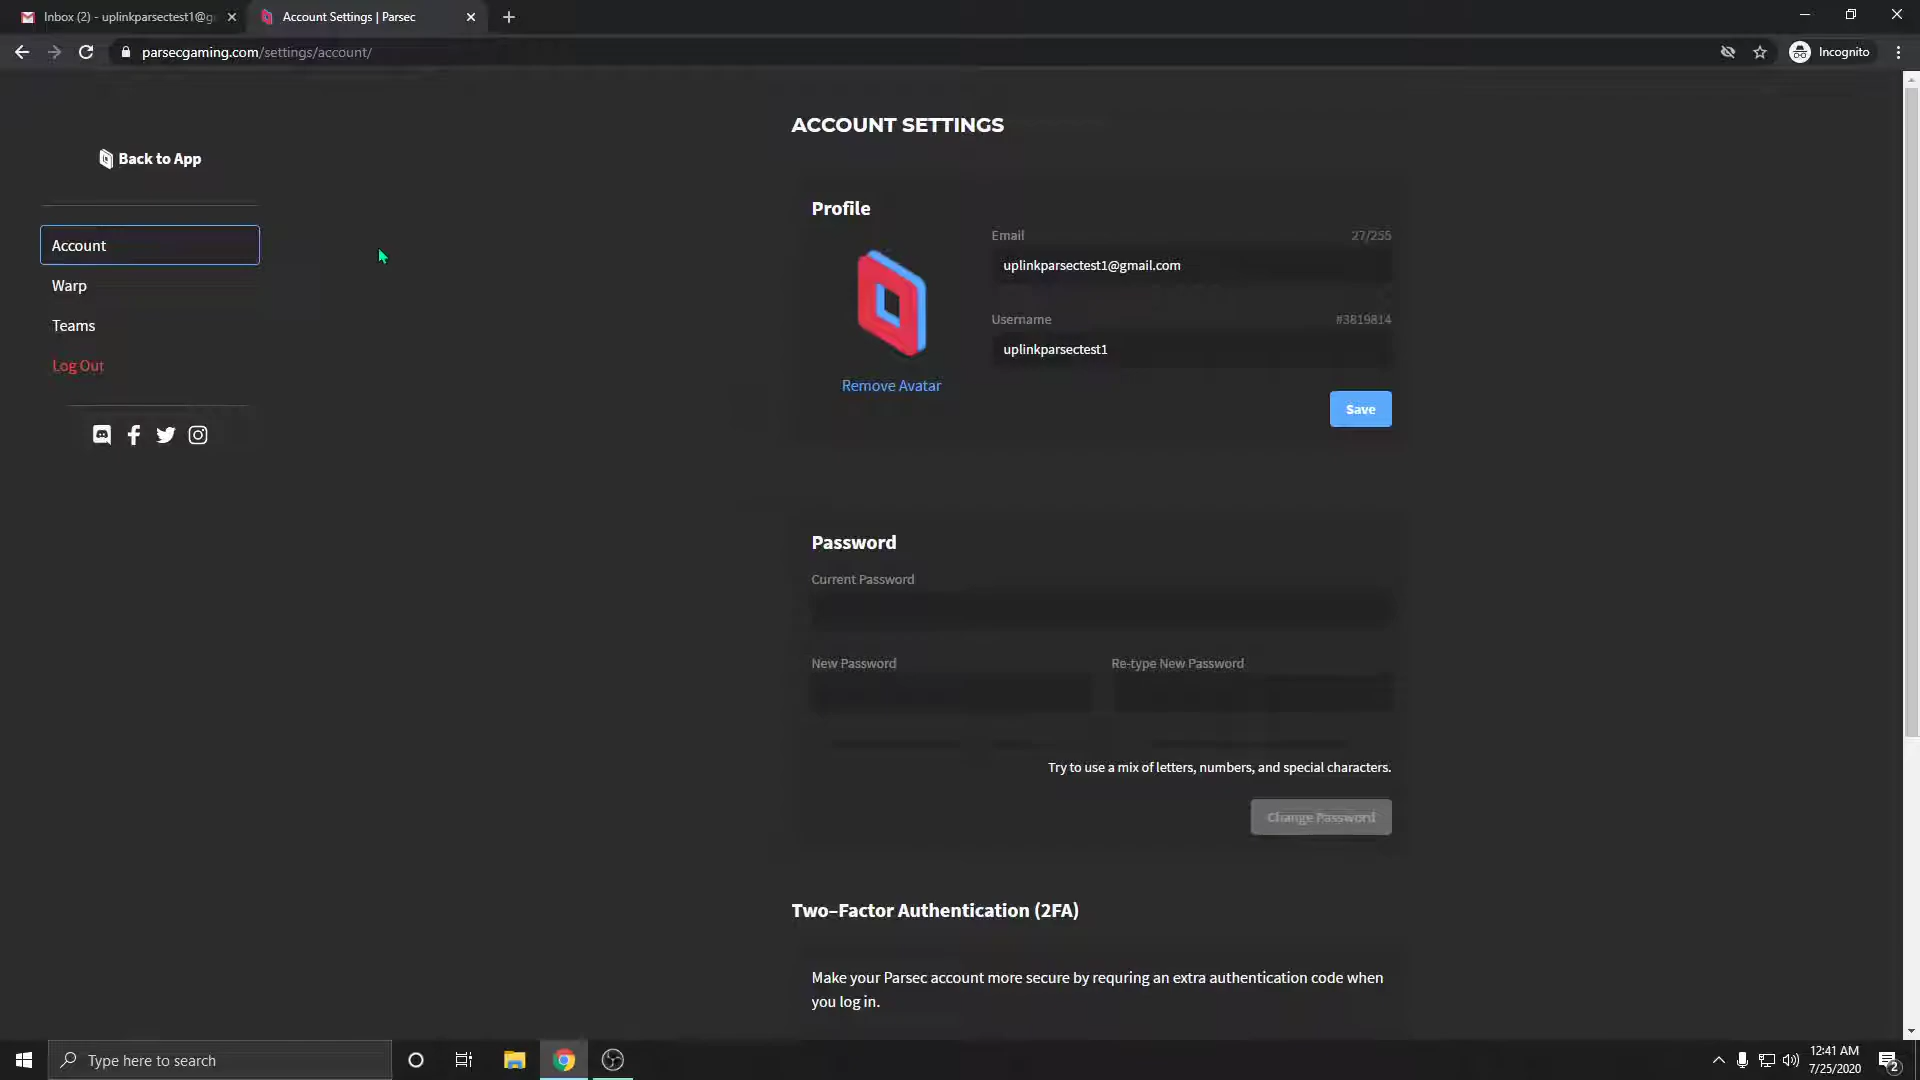 Inbox (2) - uplinkparsectest1@g
Account Settings | Parsec
parsecgaming.com/settings/account/
Incognito
ACCOUNT SETTINGS
Back to App
Account
Warp
Teams
Log Out
Profile
Email 27/255
uplinkparsectest1@gmail.com
Username #3819814
uplinkparsectest1
Remove Avatar
Save
Password
Current Password
New Password Re-type New Password
Try to use a mix of letters, numbers, and special characters.
Change Password
Two-Factor Authentication (2FA)
Make your Parsec account more secure by requring an extra authentication code when
you log in.
Type here to search
12:41 AM
7/25/2020
2